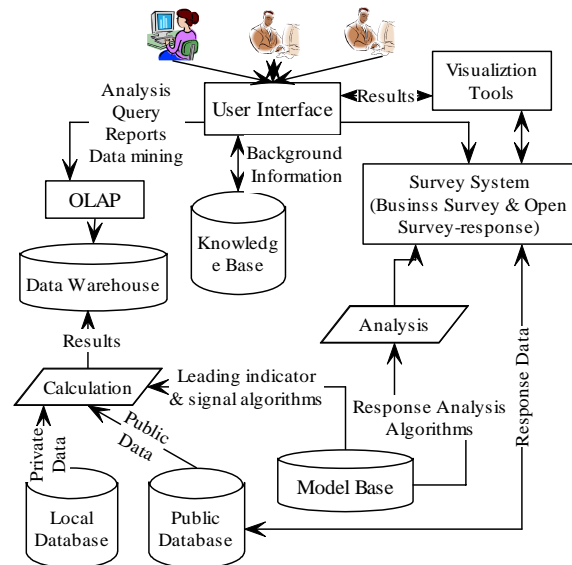 Analysis
Query
Reports
Data mining
User Interface
Results
Visualiztion
Tools
Background
Information
OLAP
Survey System
(Businss Survey & Open
Survey-response)
Knowledg
e Base
Data Warehouse
Results
Analysis
Calculation
Leading indicator
& signal algorithms
Response Analysis
Algorithms
Response Data
Private
Data
Public
Data
Model Base
Local
Database
Public
Database